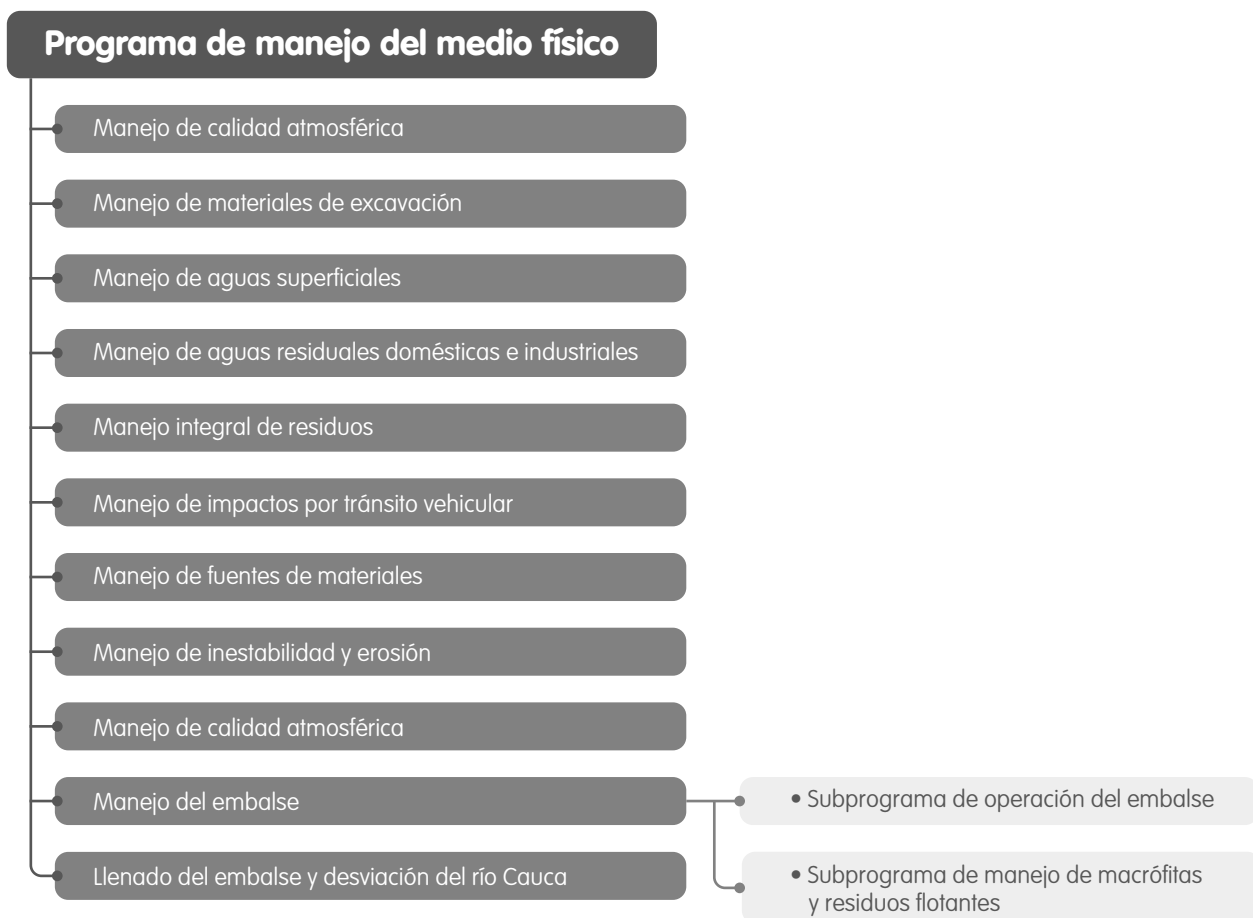 Programa de manejo del medio físico
Manejo de calidad atmosférica
Manejo de materiales de excavación
Manejo de aguas superficiales
Manejo de aguas residuales domésticas e industriales
Manejo integral de residuos
Manejo de impactos por tránsito vehicular
Manejo de fuentes de materiales
Manejo de inestabilidad y erosión
Manejo de calidad atmosférica
Manejo del embalse
• Subprograma de operación del embalse
Llenado del embalse y desviación del río Cauca
• Subprograma de manejo de macrófitas
y residuos flotantes